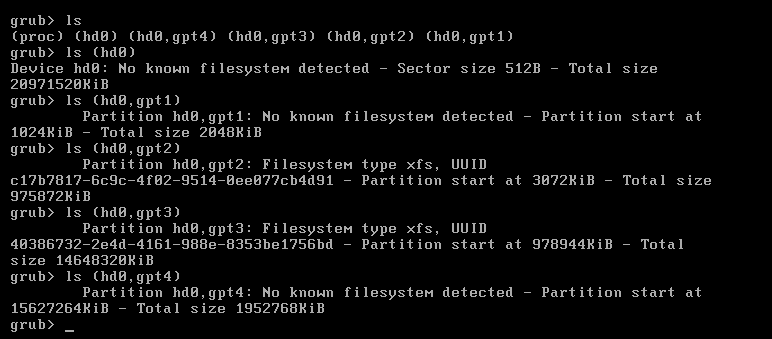 grub> ls
(proc) (hd0) (hd0,gpt4) (hd0,gpt3) (hd0,gpt2) (hd0,gpt1)
grub> ls (hd0)
Device hd0: No known filesystem detected - Sector size 512B - Total size
20971520KiB
grub> ls (hd0,gpt1)
        Partition hd0,gpt1: No known filesystem detected - Partition start at
1024KiB - Total size 2048KiB
grub> ls (hd0,gpt2)
        Partition hd0,gpt2: Filesystem type xfs, UUID
c17b7817-6c9c-4f02-9514-0ee077cb4d91 - Partition start at 3072KiB - Total size
975872KiB
grub> ls (hd0,gpt3)
        Partition hd0,gpt3: Filesystem type xfs, UUID
40386732-2e4d-4161-988e-8353be1756bd - Partition start at 978944KiB - Total
size 14648320KiB
grub> ls (hd0,gpt4)
        Partition hd0,gpt4: No known filesystem detected - Partition start at
15627264KiB - Total size 1952768KiB
grub> _